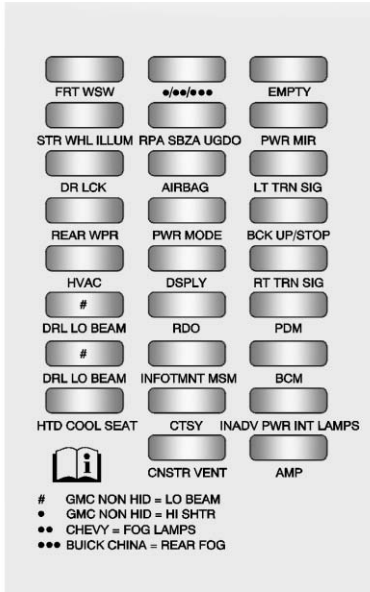 FRT WSW ●/●●/●●● EMPTY
STR WHL ILLUM RPA SBZA UGDO PWR MIR
DR LCK AIRBAG LT TRN SIG
REAR WPR PWR MODE BCK UP/STOP
HVAC DSPLY RT TRN SIG
#
DRL LO BEAM RDO PDM
#
DRL LO BEAM INFOTMNT MSM BCM
HTD COOL SEAT CTSY INADV PWR INT LAMPS
i
CNSTR VENT AMP
# GMC NON HID = LO BEAM
● GMC NON HID = HI SHTR
●● CHEVY = FOG LAMPS
●●● BUICK CHINA = REAR FOG